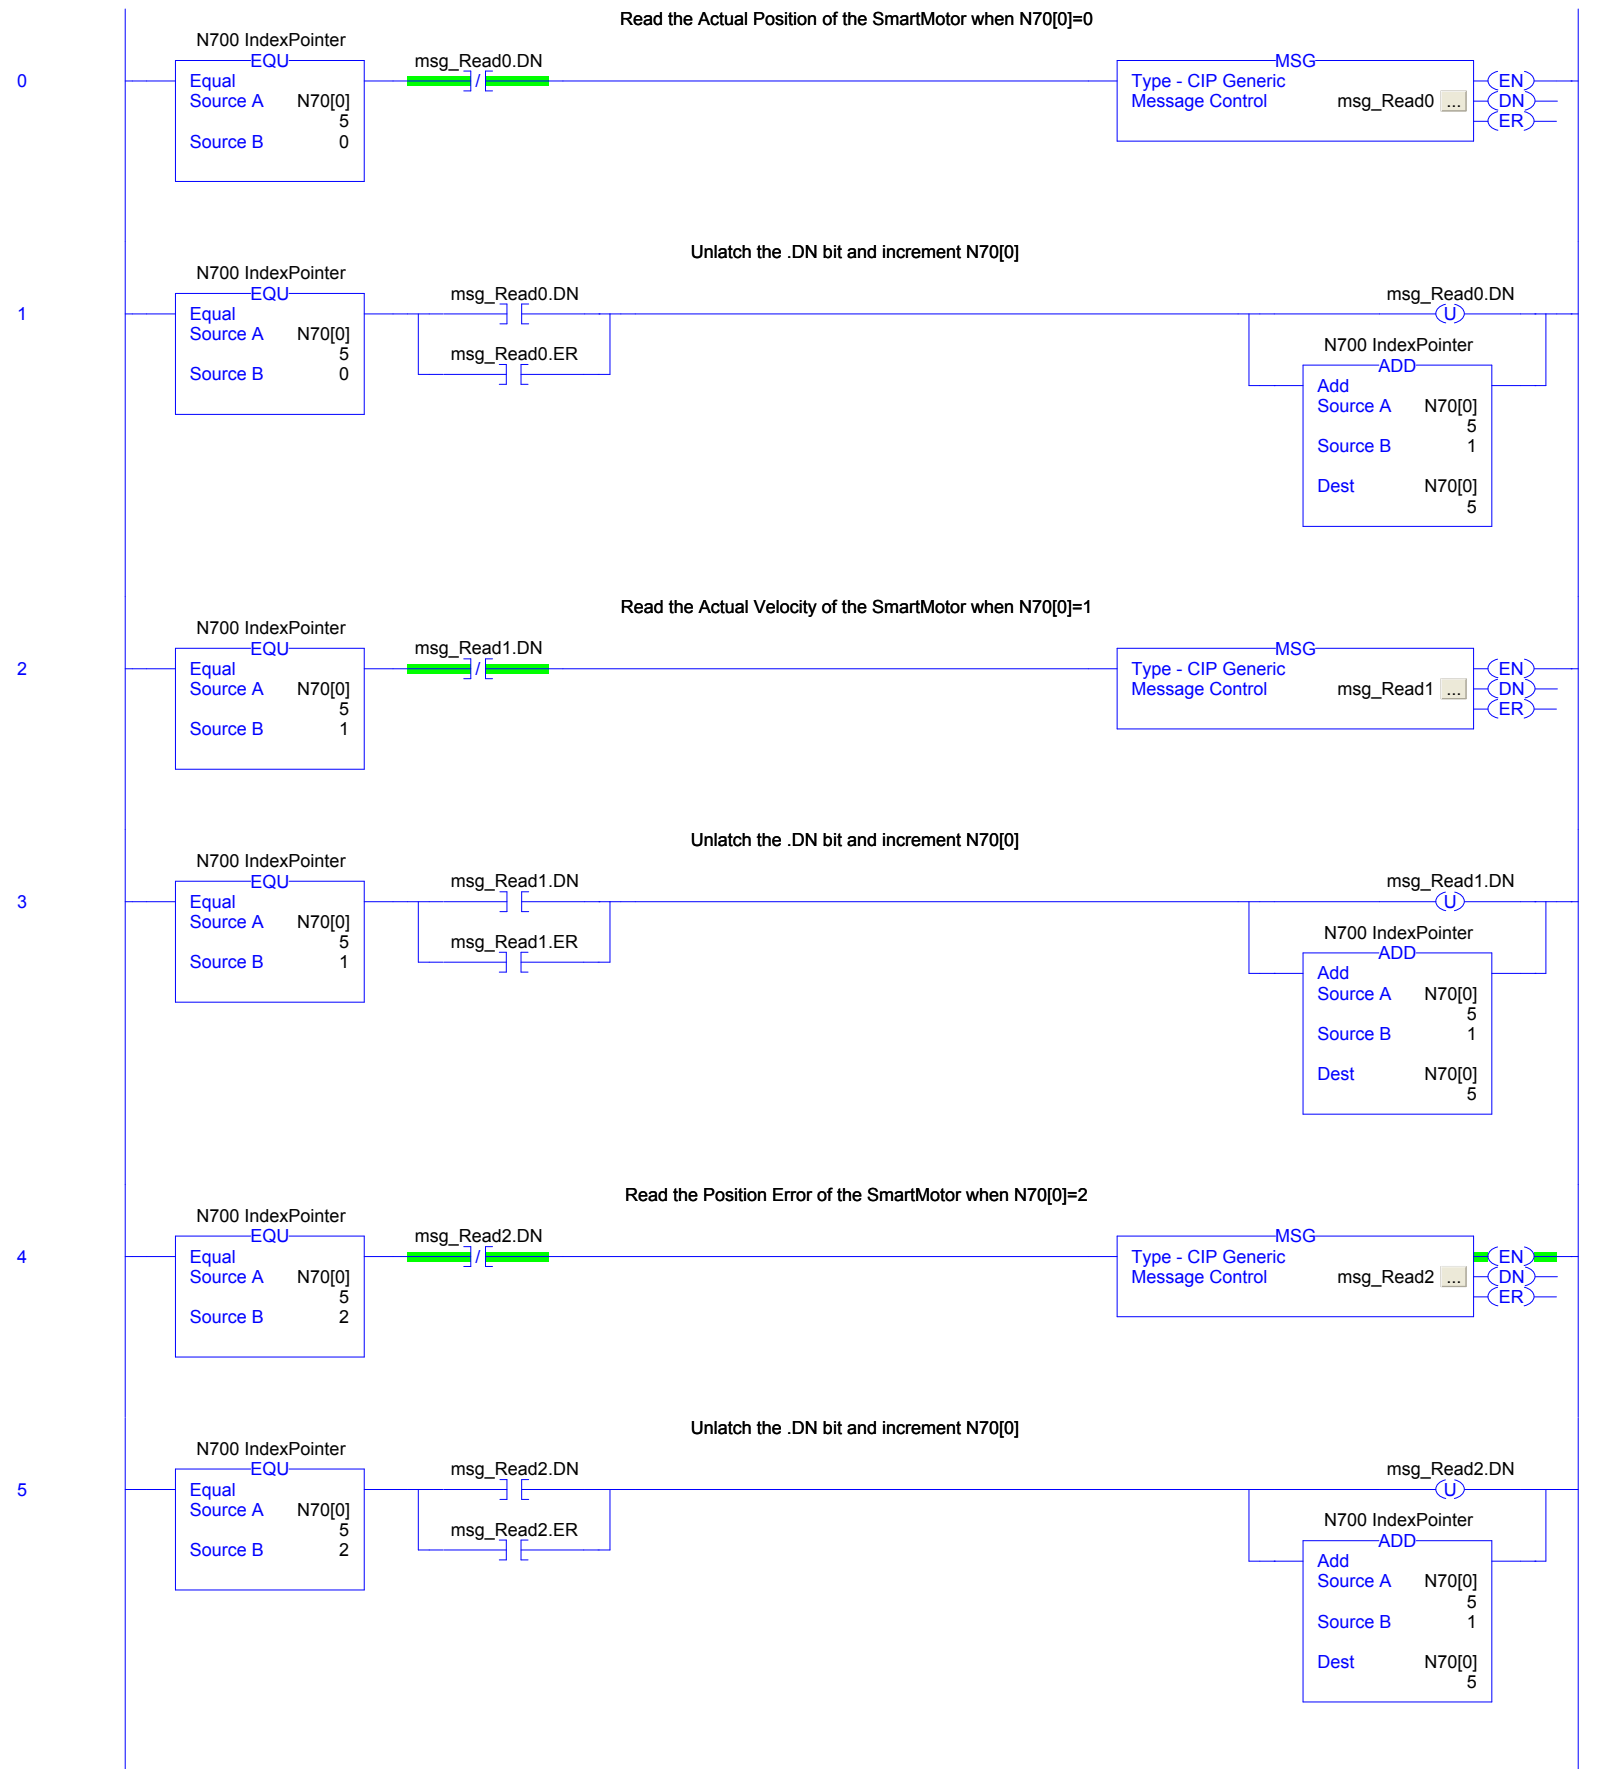 Read the Actual Position of the SmartMotor when N70[0]=0
N700 IndexPointer
EQU
msg_Read0.DN
MSG
0
Equal
/
Type - CIP Generic
EN
Source A N70[0]
Message Control msg_Read0 ...
DN
5
ER
Source B 0
Unlatch the .DN bit and increment N70[0]
N700 IndexPointer
EQU
msg_Read0.DN
msg_Read0.DN
1
Equal
U
Source A N70[0]
5
msg_Read0.ER
N700 IndexPointer
Source B 0
ADD
Add
Source A N70[0]
5
Source B 1
Dest N70[0]
5
Read the Actual Velocity of the SmartMotor when N70[0]=1
N700 IndexPointer
EQU
msg_Read1.DN
MSG
2
Equal
/
Type - CIP Generic
EN
Source A N70[0]
Message Control msg_Read1 ...
DN
5
ER
Source B 1
Unlatch the .DN bit and increment N70[0]
N700 IndexPointer
EQU
msg_Read1.DN
msg_Read1.DN
3
Equal
U
Source A N70[0]
5
msg_Read1.ER
N700 IndexPointer
Source B 1
ADD
Add
Source A N70[0]
5
Source B 1
Dest N70[0]
5
Read the Position Error of the SmartMotor when N70[0]=2
N700 IndexPointer
EQU
msg_Read2.DN
MSG
4
Equal
/
Type - CIP Generic
EN
Source A N70[0]
Message Control msg_Read2 ...
DN
5
ER
Source B 2
Unlatch the .DN bit and increment N70[0]
N700 IndexPointer
EQU
msg_Read2.DN
msg_Read2.DN
5
Equal
U
Source A N70[0]
5
msg_Read2.ER
N700 IndexPointer
Source B 2
ADD
Add
Source A N70[0]
5
Source B 1
Dest N70[0]
5